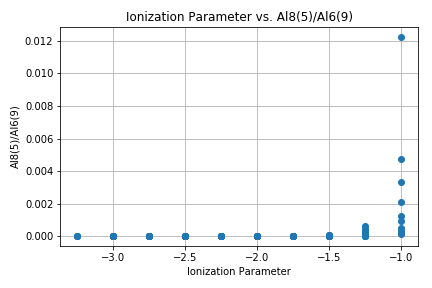 Ionization Parameter vs. Al8(5)/Al6(9)
0.012
0.010
0.008
0.006
0.004
0.002
0.000
Al8(5)/Al6(9)
−3.0 −2.5 −2.0 −1.5 −1.0
Ionization Parameter